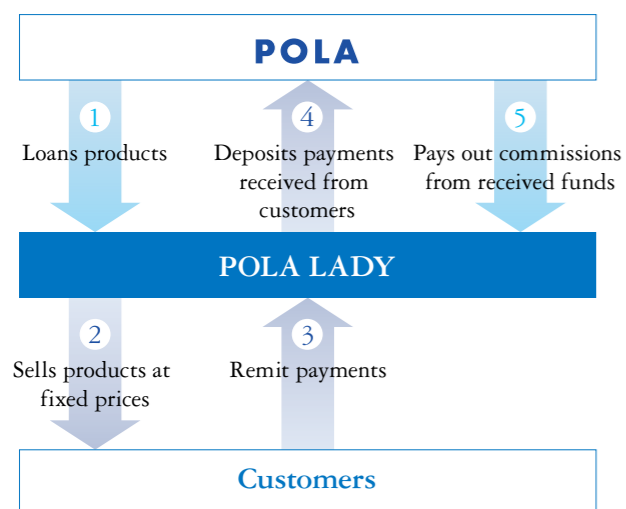 POLA
1
Loans products
4
Deposits payments
received from
customers
5
Pays out commissions
from received funds
POLA LADY
2
Sells products at
fixed prices
3
Remit payments
Customers